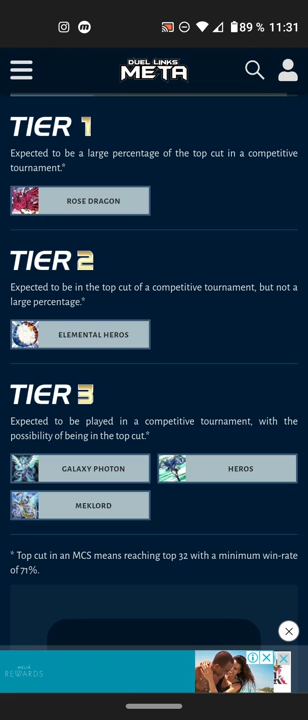 89 % 11:31
DUEL LINKS
META
TIER 1
Expected to be a large percentage of the top cut in a competitive
tournament.*
ROSE DRAGON
TIER 2
Expected to be in the top cut of a competitive tournament, but not a
large percentage.*
ELEMENTAL HEROS
TIER 3
Expected to be played in a competitive tournament, with the
possibility of being in the top cut.*
GALAXY PHOTON
HEROS
MEKLORD
* Top cut in an MCS means reaching top 32 with a minimum win-rate
of 71%.
REWARDS